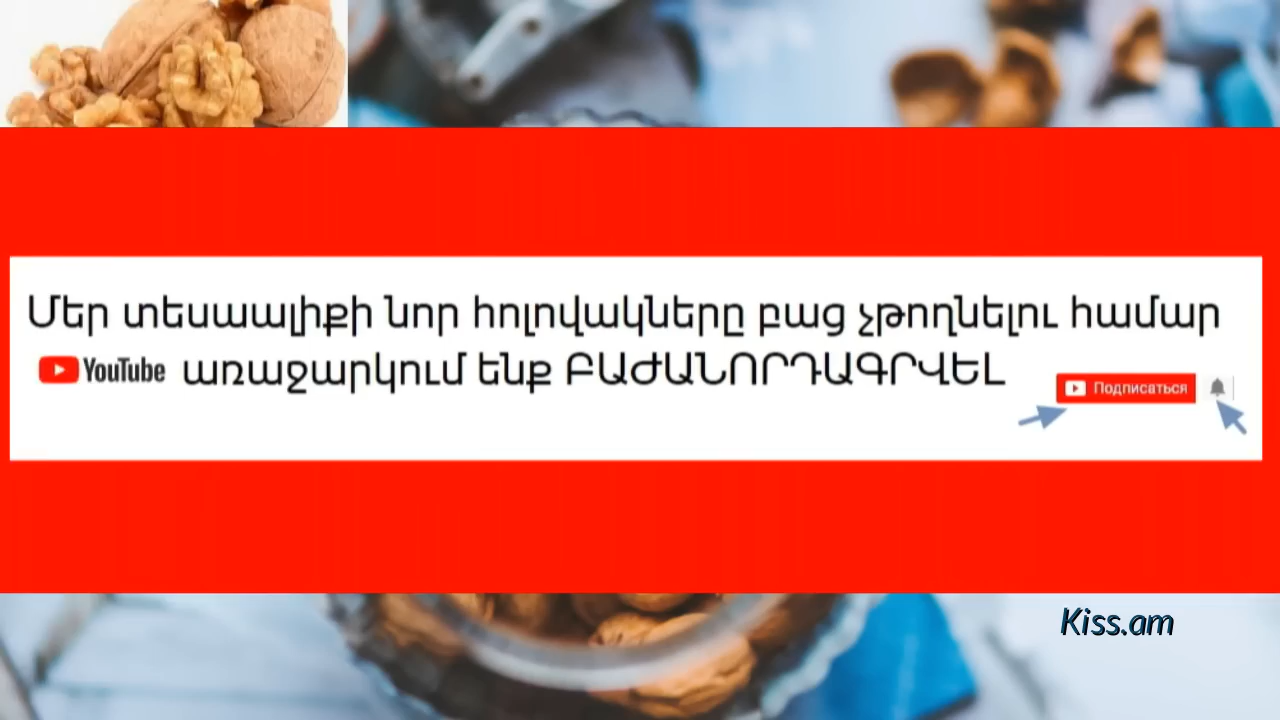 Մեր տեսաալիքի նոր հոլովակները բաց չթողնելու համար
YouTube առաջարկում ենք ԲԱԺԱՆՈՐԴԱԳՐՎԵԼ
Подписаться
Kiss.am